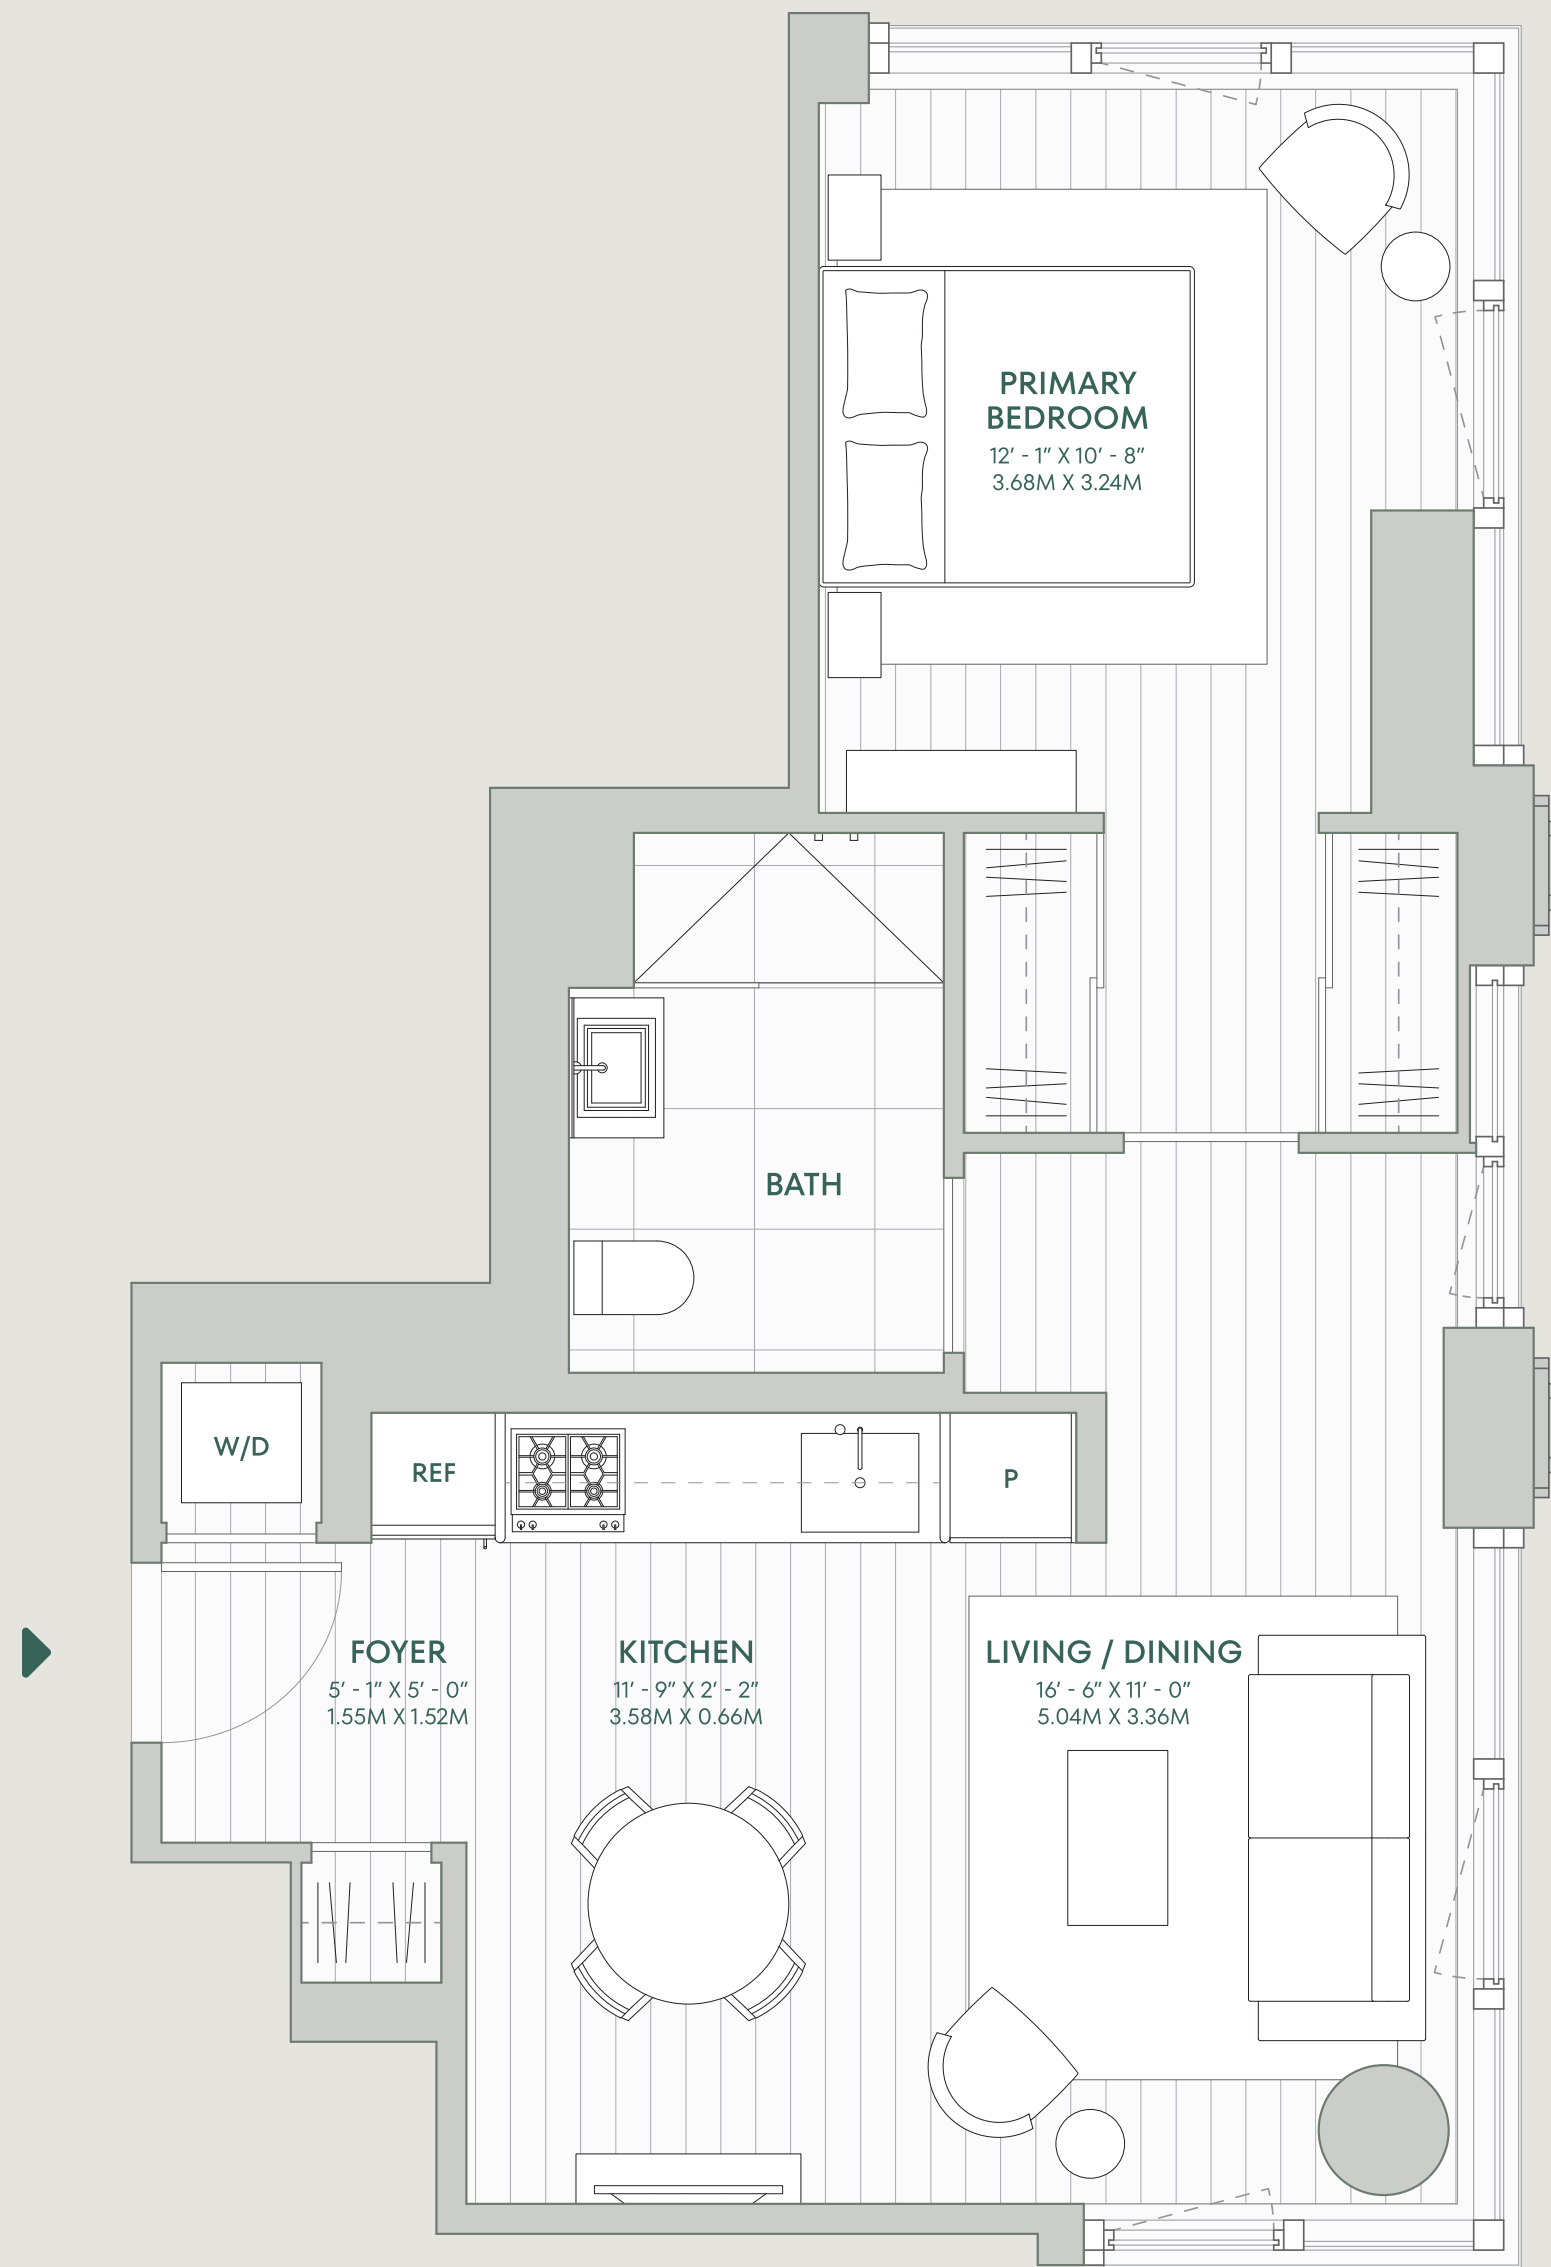 PRIMARY
BEDROOM
12’ - 1” X 10’ - 8”
3.68M X 3.24M
BATH
W/D
REF
P
FOYER
5’ - 1” X 5’ - 0”
1.55M X 1.52M
KITCHEN
11’ - 9” X 2’ - 2”
3.58M X 0.66M
LIVING / DINING
16’ - 6” X 11’ - 0”
5.04M X 3.36M